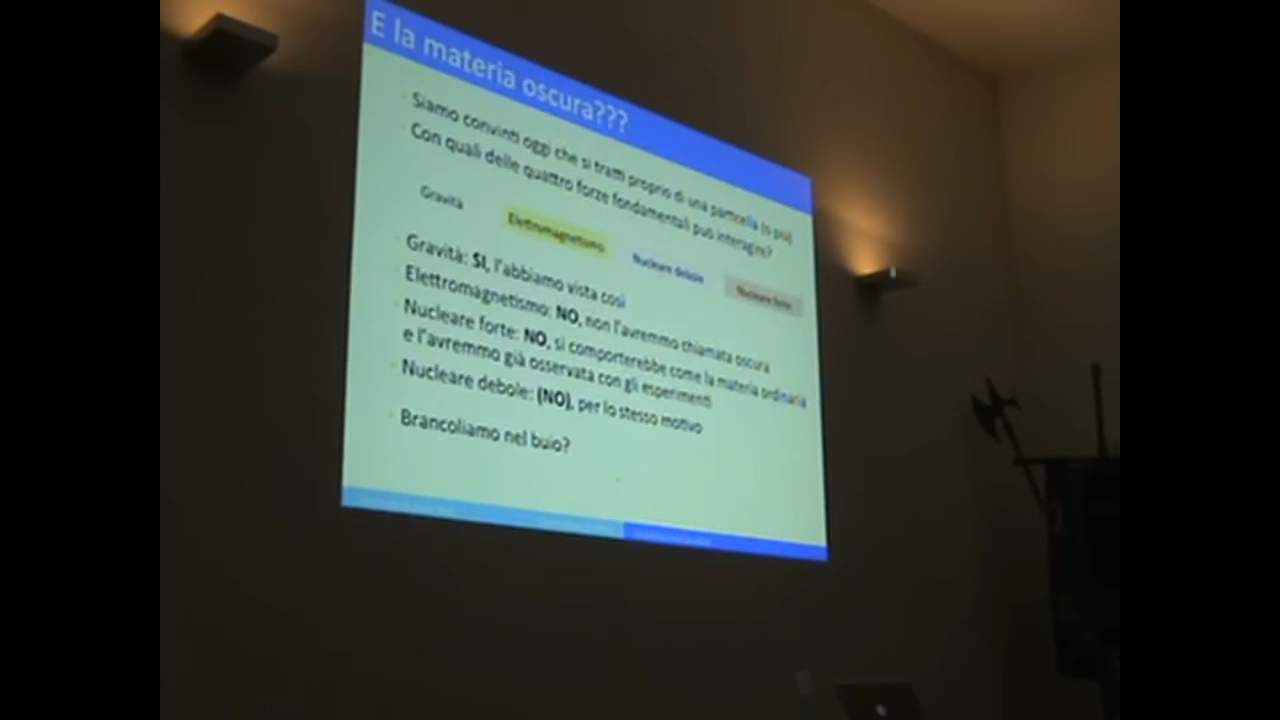 E la materia oscura???
Siamo convinti oggi che si tratti proprio di una particella (o più)
Con quali delle quattro forze fondamentali può interagire?
Gravità
Elettromagnetismo
Nucleare debole
Nucleare forte
Gravità: SI, l'abbiamo vista così
Elettromagnetismo: NO, non l'avremmo chiamata oscura
Nucleare forte: NO, si comporterebbe come la materia ordinaria
e l'avremmo già osservata con gli esperimenti
Nucleare debole: (NO), per lo stesso motivo
Brancoliamo nel buio?